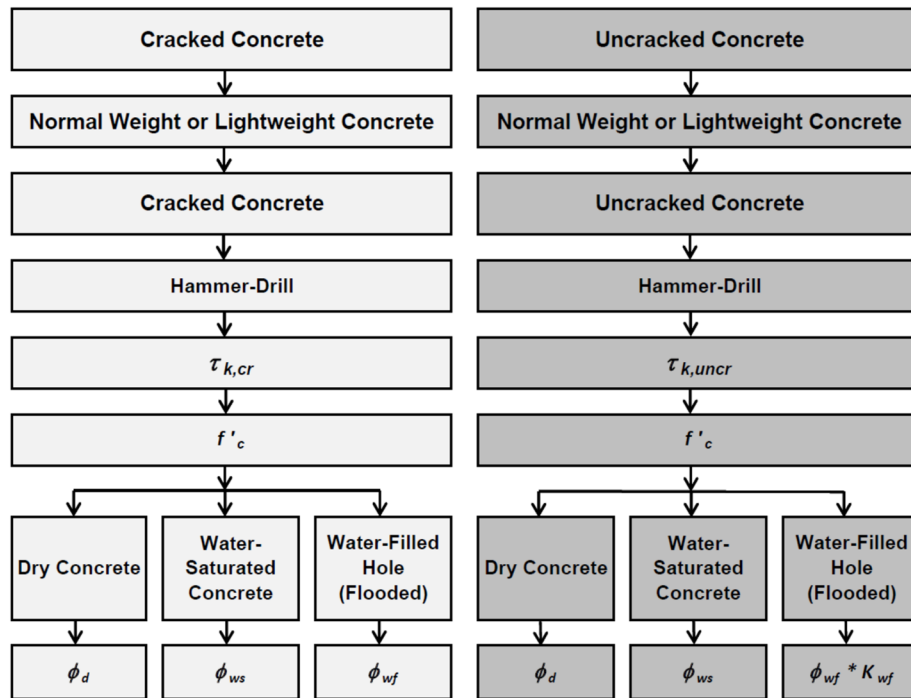 Cracked Concrete
Normal Weight or Lightweight Concrete
Cracked Concrete
Hammer-Drill
τ k,cr
f ′c
Dry Concrete
Water-
Saturated
Concrete
Water-Filled
Hole
(Flooded)
ϕd
ϕws
ϕwf
Uncracked Concrete
Normal Weight or Lightweight Concrete
Uncracked Concrete
Hammer-Drill
τ k,uncr
f ′c
Dry Concrete
Water-
Saturated
Concrete
Water-Filled
Hole
(Flooded)
ϕd
ϕws
ϕwf * Kwf